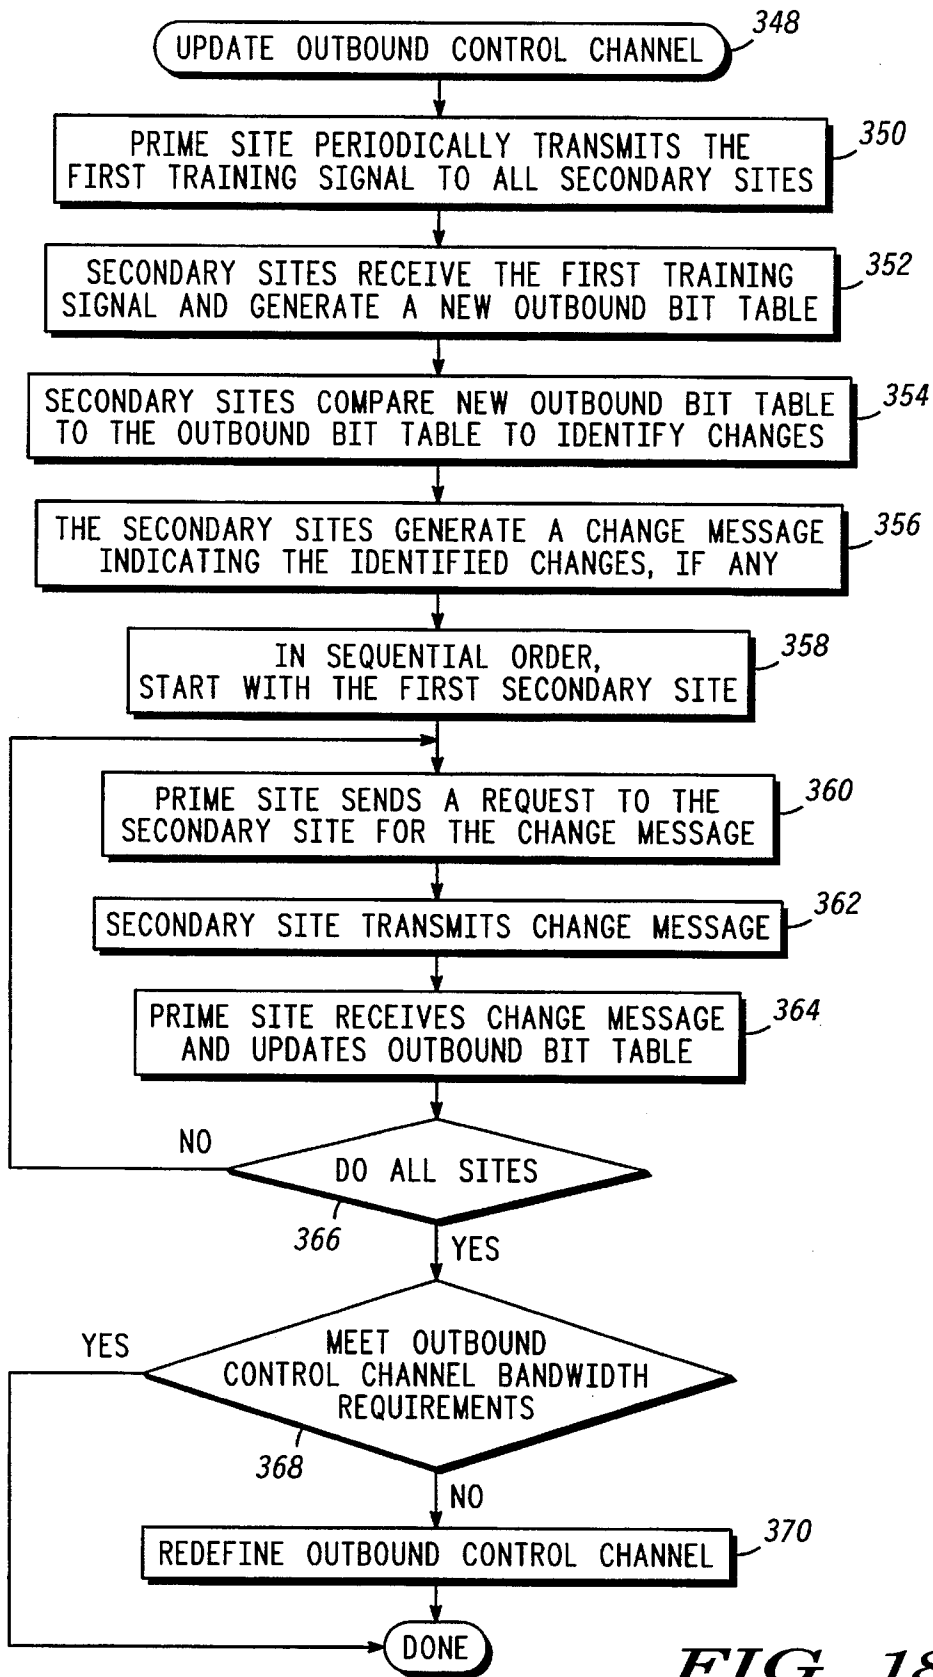 348
UPDATE OUTBOUND CONTROL CHANNEL
350
PRIME SITE PERIODICALLY TRANSMITS THE
FIRST TRAINING SIGNAL TO ALL SECONDARY SITES
352
SECONDARY SITES RECEIVE THE FIRST TRAINING
SIGNAL AND GENERATE A NEW OUTBOUND BIT TABLE
354
SECONDARY SITES COMPARE NEW OUTBOUND BIT TABLE
TO THE OUTBOUND BIT TABLE TO IDENTIFY CHANGES
356
THE SECONDARY SITES GENERATE A CHANGE MESSAGE
INDICATING THE IDENTIFIED CHANGES, IF ANY
358
IN SEQUENTIAL ORDER,
START WITH THE FIRST SECONDARY SITE
360
PRIME SITE SENDS A REQUEST TO THE
SECONDARY SITE FOR THE CHANGE MESSAGE
362
SECONDARY SITE TRANSMITS CHANGE MESSAGE
364
PRIME SITE RECEIVES CHANGE MESSAGE
AND UPDATES OUTBOUND BIT TABLE
NO
DO ALL SITES
366
YES
YES
MEET OUTBOUND
CONTROL CHANNEL BANDWIDTH
REQUIREMENTS
368
NO
370
REDEFINE OUTBOUND CONTROL CHANNEL
DONE
FIG. 18